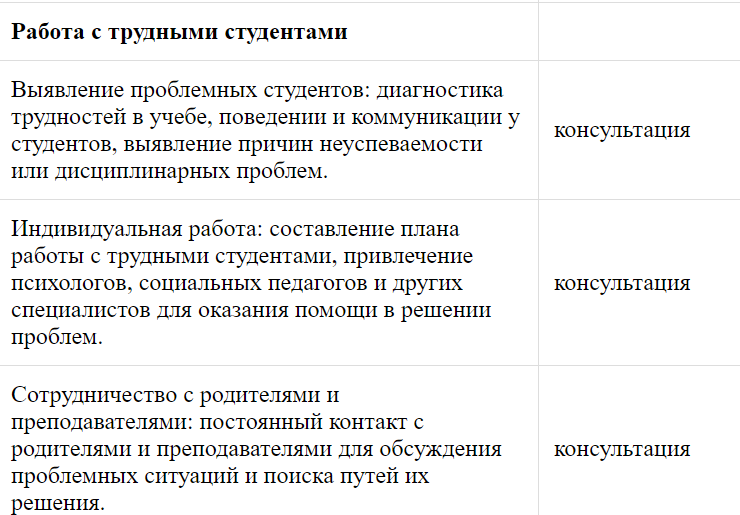 Работа с трудными студентами
Выявление проблемных студентов: диагностика
трудностей в учебе, поведении и коммуникации у
студентов, выявление причин неуспеваемости
или дисциплинарных проблем.
консультация
Индивидуальная работа: составление плана
работы с трудными студентами, привлечение
психологов, социальных педагогов и других
специалистов для оказания помощи в решении
проблем.
консультация
Сотрудничество с родителями и
преподавателями: постоянный контакт с
родителями и преподавателями для обсуждения
проблемных ситуаций и поиска путей их
решения.
консультация